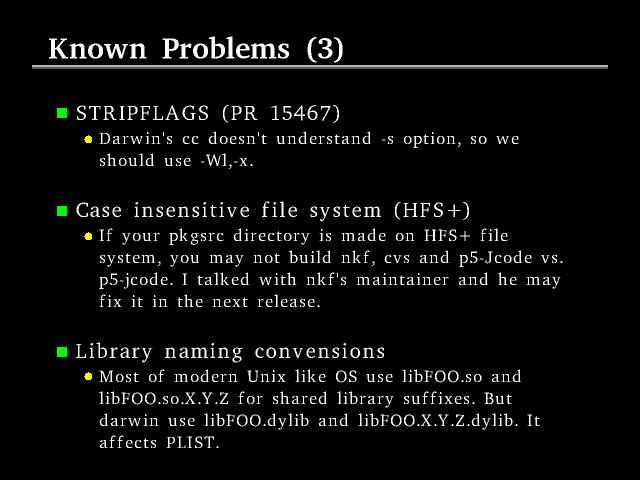 Known Problems (3)
STRIPFLAGS (PR 15467)
Darwin's cc doesn't understand -s option, so we
should use -Wl,-x.
Case insensitive file system (HFS+)
If your pkgsrc directory is made on HFS+ file
system, you may not build nkf, cvs and p5-Jcode vs.
p5-jcode. I talked with nkf's maintainer and he may
fix it in the next release.
Library naming convensions
Most of modern Unix like OS use libFOO.so and
libFOO.so.X.Y.Z for shared library suffixes. But
darwin use libFOO.dylib and libFOO.X.Y.Z.dylib. It
affects PLIST.